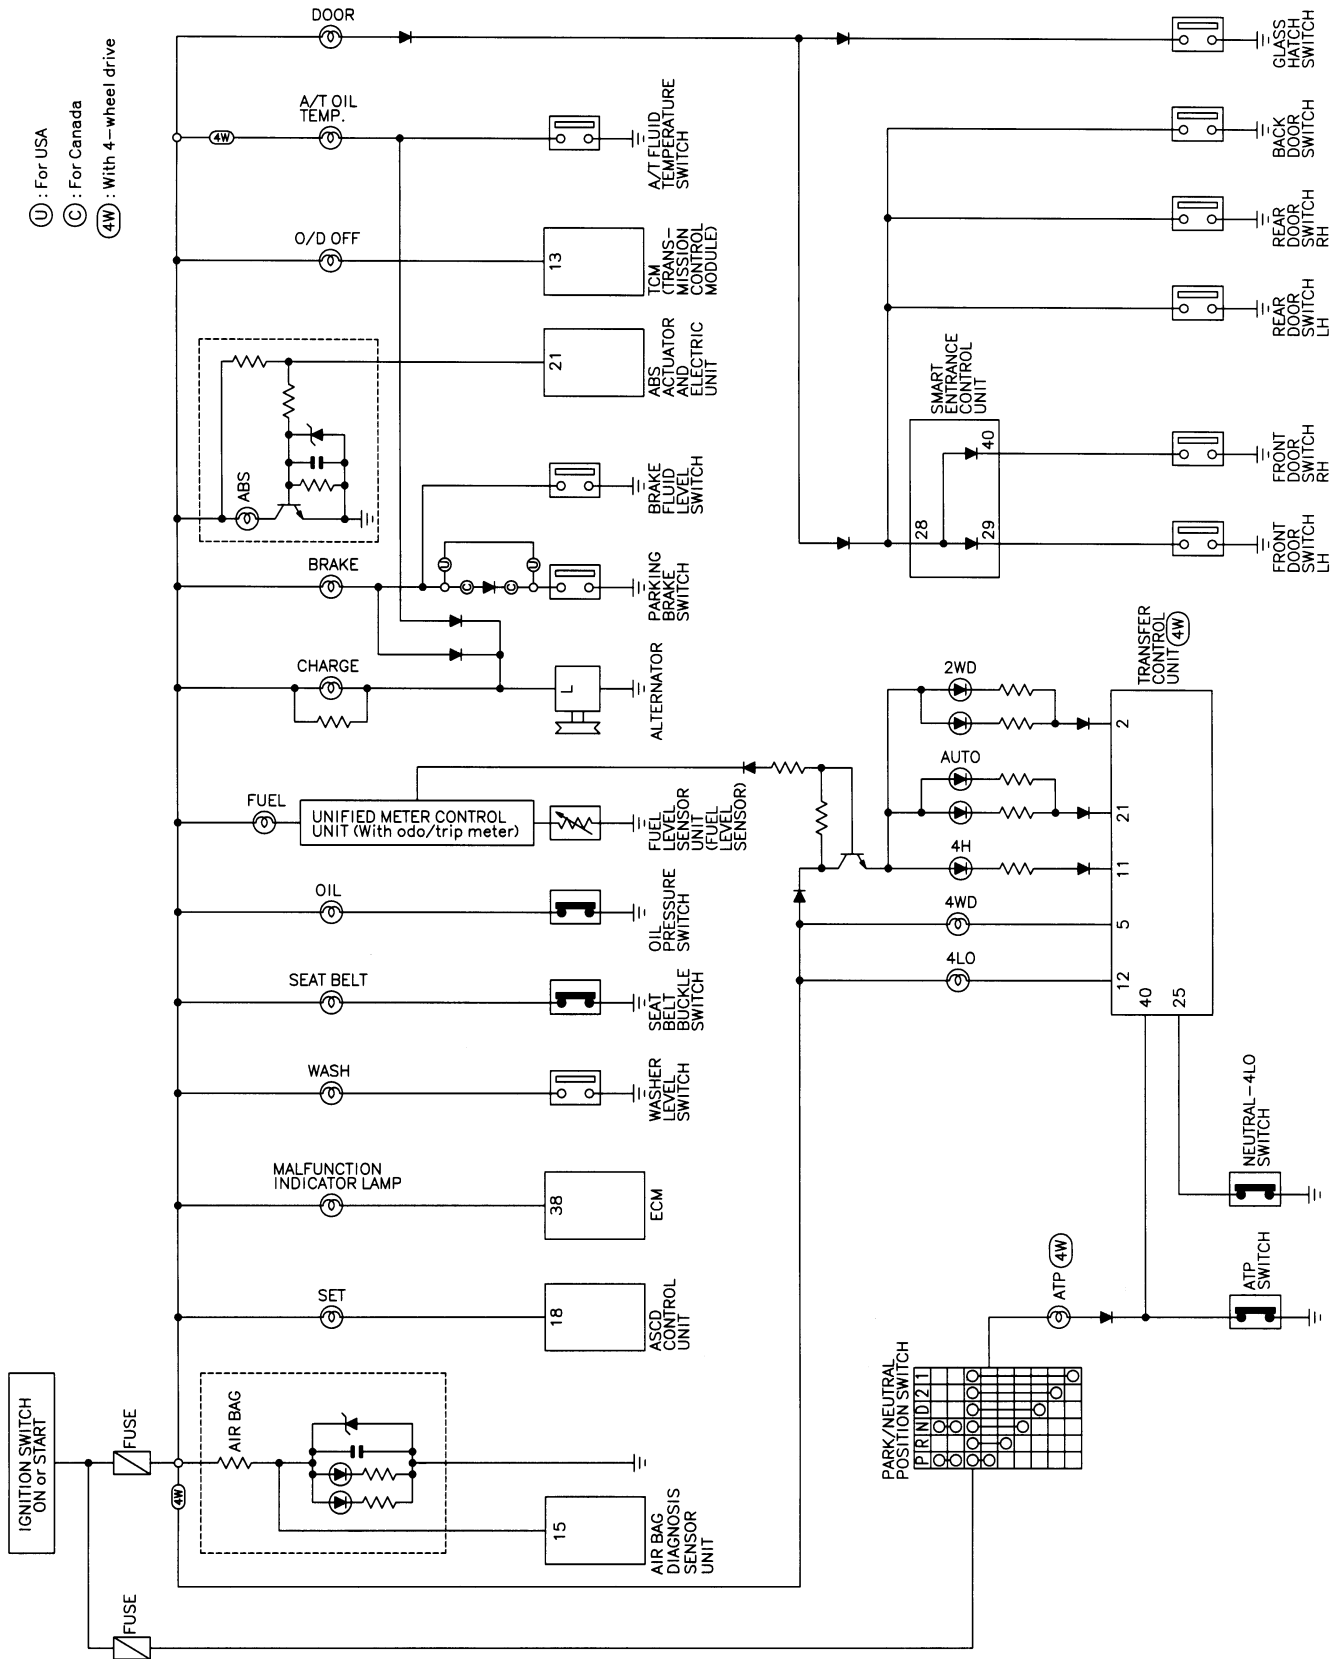 U : For USA
C : For Canada
4W : With 4-wheel drive
DOOR
GLASS
HATCH
SWITCH
4W
A/T OIL
TEMP.
A/T FLUID
TEMPERATURE
SWITCH
BACK
DOOR
SWITCH
REAR
DOOR
SWITCH
RH
O/D OFF
13
TCM
(TRANS-
MISSION
CONTROL
MODULE)
REAR
DOOR
SWITCH
LH
21
ABS
ACTUATOR
AND
ELECTRIC
UNIT
SMART
ENTRANCE
CONTROL
UNIT
40
28
29
FRONT
DOOR
SWITCH
RH
FRONT
DOOR
SWITCH
LH
ABS
BRAKE
FLUID
LEVEL
SWITCH
BRAKE
U
U
C
C
PARKING
BRAKE
SWITCH
CHARGE
L
ALTERNATOR
TRANSFER
CONTROL
UNIT 4W
2WD
2
AUTO
21
4H
11
4WD
5
4LO
12
40
25
FUEL
UNIFIED METER CONTROL
UNIT (With odo/trip meter)
FUEL
LEVEL
SENSOR
UNIT
(FUEL
LEVEL
SENSOR)
OIL
OIL
PRESSURE
SWITCH
SEAT BELT
SEAT
BELT
BUCKLE
SWITCH
WASH
WASHER
LEVEL
SWITCH
NEUTRAL-4LO
SWITCH
MALFUNCTION
INDICATOR LAMP
38
ECM
ATP 4W
ATP
SWITCH
SET
18
ASCD
CONTROL
UNIT
PARK/NEUTRAL
POSITION SWITCH
P R N D 2 1
IGNITION SWITCH
ON or START
FUSE
4W
AIR BAG
15
AIR BAG
DIAGNOSIS
SENSOR
UNIT
FUSE